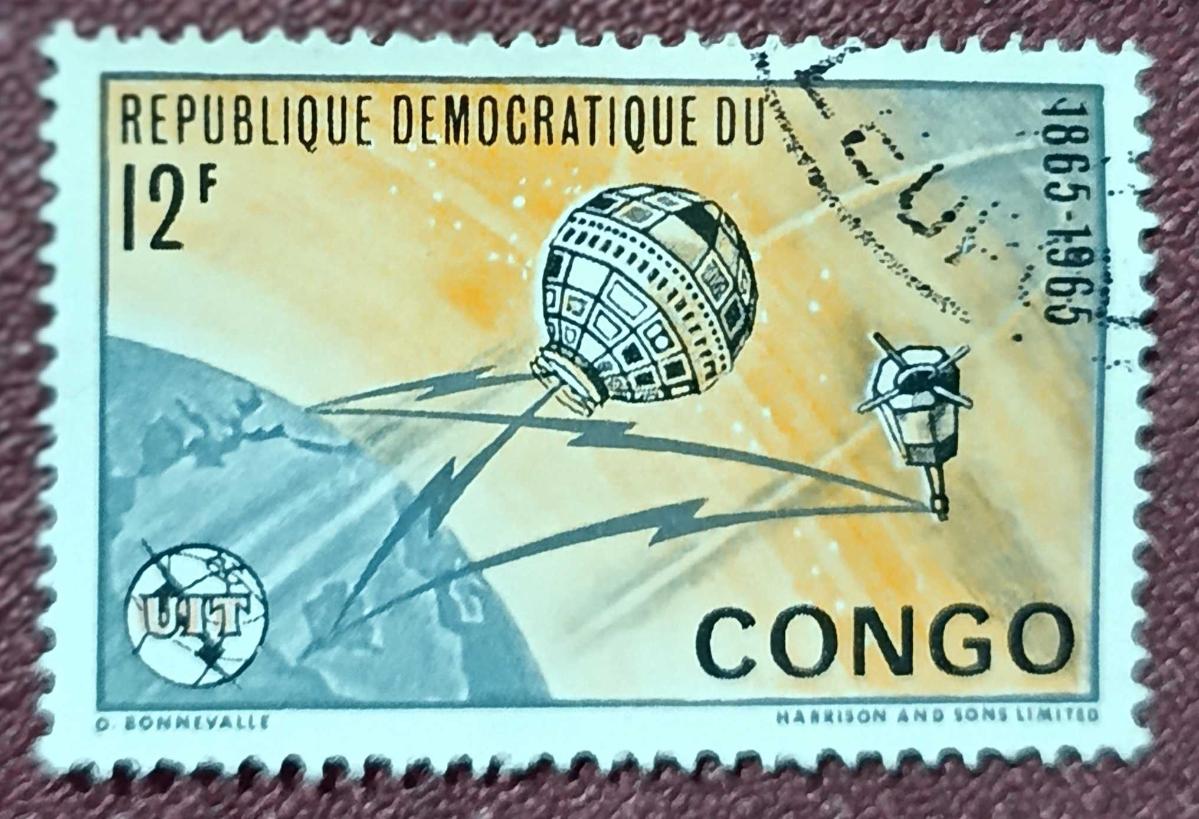 REPUBLIQUE DEMOCRATIQUE DU
12F
1865-1965
UIT
CONGO
O. BONNEVALLE
HARRISON AND SONS LIMITED